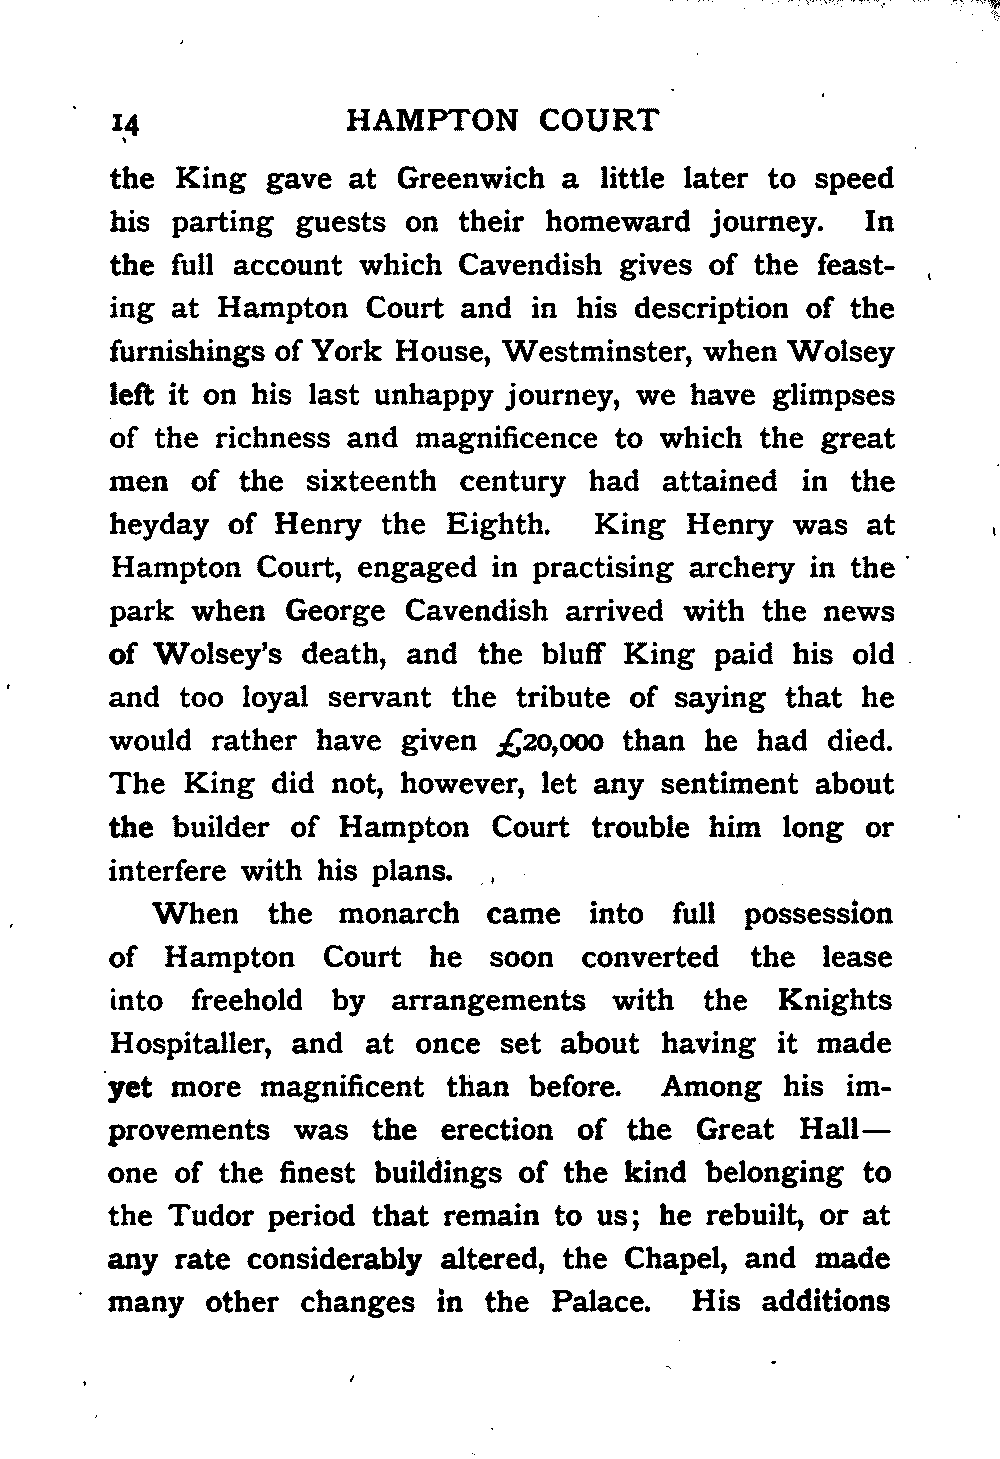 14 HAMPTON COURT
the King gave at Greenwich a little later to speed
his parting guests on their homeward journey. In
the full account which Cavendish gives of the feast-
ing at Hampton Court and in his description of the
furnishings of York House, Westminster, when Wolsey
left it on his last unhappy journey, we have glimpses
of the richness and magnificence to which the great
men of the sixteenth century had attained in the
heyday of Henry the Eighth. King Henry was at
Hampton Court, engaged in practising archery in the
park when George Cavendish arrived with the news
of Wolsey's death, and the bluff King paid his old
and too loyal servant the tribute of saying that he
would rather have given £20,000 than he had died.
The King did not, however, let any sentiment about
the builder of Hampton Court trouble him long or
interfere with his plans.
When the monarch came into full possession
of Hampton Court he soon converted the lease
into freehold by arrangements with the Knights
Hospitaller, and at once set about having it made
yet more magnificent than before. Among his im-
provements was the erection of the Great Hall—
one of the finest buildings of the kind belonging to
the Tudor period that remain to us; he rebuilt, or at
any rate considerably altered, the Chapel, and made
many other changes in the Palace. His additions